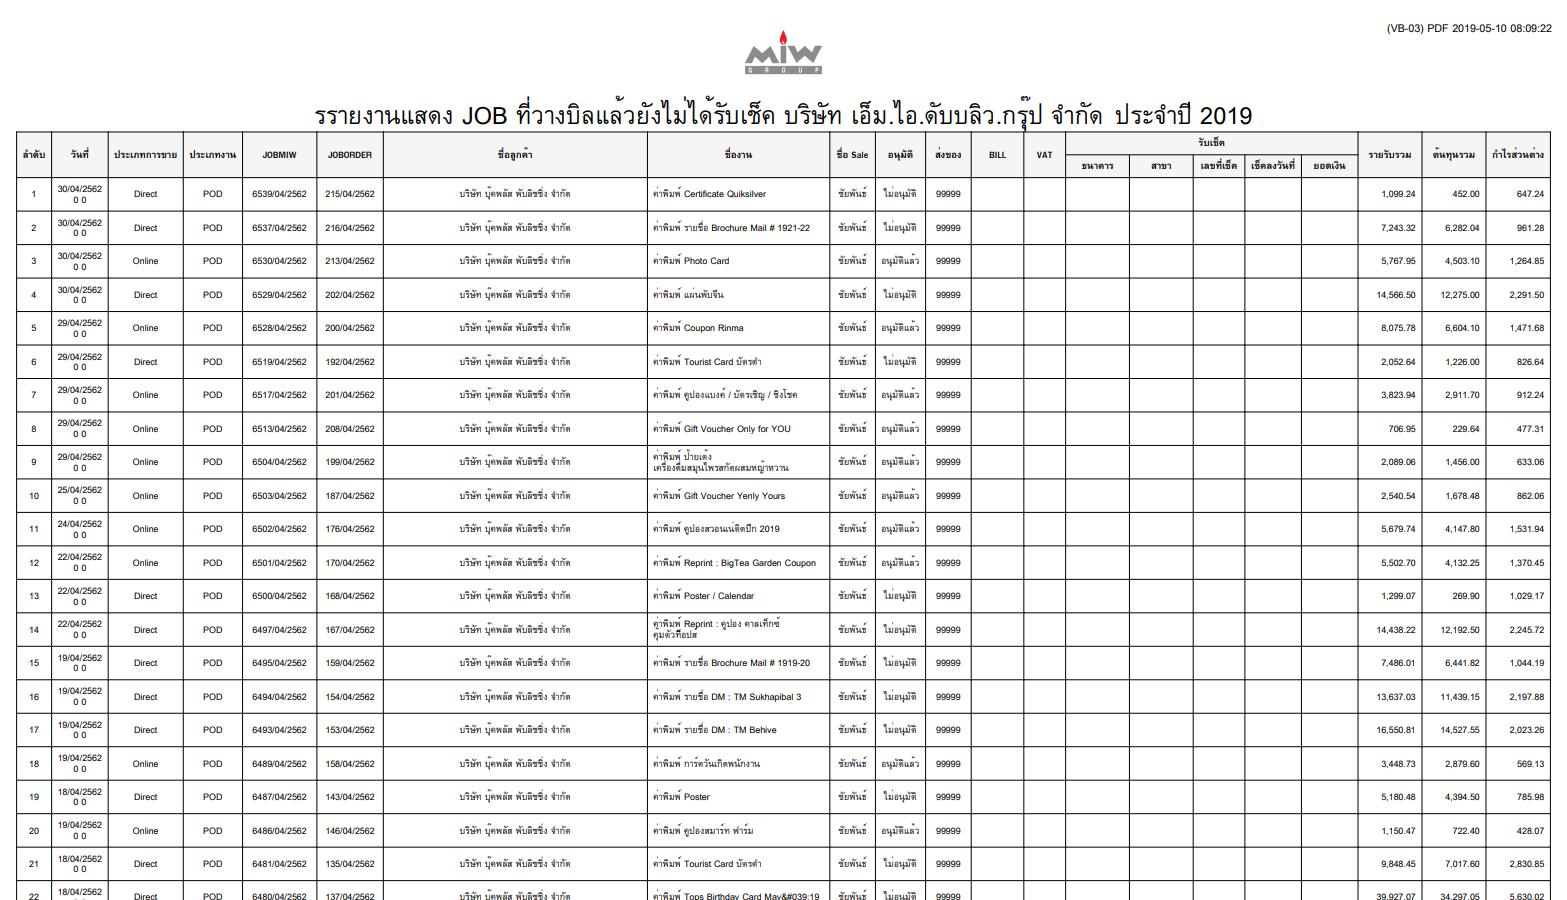 (VB-03) PDF 2019-05-10 08:09:22
MIW
GROUP
รรายงานแสดง JOB ที่วางบิลแล้วยังไม่ได้รับเช็ค บริษัท เอ็ม.ไอ.ดับบลิว.กรุ๊ป จำกัด ประจำปี 2019
ลำดับ วันที่ ประเภทการขาย ประเภทงาน JOBMIW JOBORDER ชื่อลูกค้า ชื่องาน ชื่อ Sale อนุมัติ ส่งของ BILL VAT รับเช็ค รายรับรวม ต้นทุนรวม กำไรส่วนต่าง
ธนาคาร สาขา เลขที่เช็ค เช็คลงวันที่ ยอดเงิน
1 30/04/2562 0 0 Direct POD 6539/04/2562 215/04/2562 บริษัท บุ๊คพลัส พับลิชชิ่ง จำกัด ค่าพิมพ์ Certificate Quiksilver ชัยพันธ์ ไม่อนุมัติ 99999 1,099.24 452.00 647.24
2 30/04/2562 0 0 Direct POD 6537/04/2562 216/04/2562 บริษัท บุ๊คพลัส พับลิชชิ่ง จำกัด ค่าพิมพ์ รายชื่อ Brochure Mail # 1921-22 ชัยพันธ์ ไม่อนุมัติ 99999 7,243.32 6,282.04 961.28
3 30/04/2562 0 0 Online POD 6530/04/2562 213/04/2562 บริษัท บุ๊คพลัส พับลิชชิ่ง จำกัด ค่าพิมพ์ Photo Card ชัยพันธ์ อนุมัติแล้ว 99999 5,767.95 4,503.10 1,264.85
4 30/04/2562 0 0 Direct POD 6529/04/2562 202/04/2562 บริษัท บุ๊คพลัส พับลิชชิ่ง จำกัด ค่าพิมพ์ แผ่นพับจีน ชัยพันธ์ ไม่อนุมัติ 99999 14,566.50 12,275.00 2,291.50
5 29/04/2562 0 0 Online POD 6528/04/2562 200/04/2562 บริษัท บุ๊คพลัส พับลิชชิ่ง จำกัด ค่าพิมพ์ Coupon Rinma ชัยพันธ์ อนุมัติแล้ว 99999 8,075.78 6,604.10 1,471.68
6 29/04/2562 0 0 Direct POD 6519/04/2562 192/04/2562 บริษัท บุ๊คพลัส พับลิชชิ่ง จำกัด ค่าพิมพ์ Tourist Card บัตรดำ ชัยพันธ์ ไม่อนุมัติ 99999 2,052.64 1,226.00 826.64
7 29/04/2562 0 0 Online POD 6517/04/2562 201/04/2562 บริษัท บุ๊คพลัส พับลิชชิ่ง จำกัด ค่าพิมพ์ คูปองแบงค์ / บัตรเชิญ / ชิงโชค ชัยพันธ์ อนุมัติแล้ว 99999 3,823.94 2,911.70 912.24
8 29/04/2562 0 0 Online POD 6513/04/2562 208/04/2562 บริษัท บุ๊คพลัส พับลิชชิ่ง จำกัด ค่าพิมพ์ Gift Voucher Only for YOU ชัยพันธ์ อนุมัติแล้ว 99999 706.95 229.64 477.31
9 29/04/2562 0 0 Online POD 6504/04/2562 199/04/2562 บริษัท บุ๊คพลัส พับลิชชิ่ง จำกัด ค่าพิมพ์ ป้ายเด้ง เครื่องดื่มสมุนไพรสกัดผสมหญ้าหวาน ชัยพันธ์ อนุมัติแล้ว 99999 2,089.06 1,456.00 633.06
10 25/04/2562 0 0 Online POD 6503/04/2562 187/04/2562 บริษัท บุ๊คพลัส พับลิชชิ่ง จำกัด ค่าพิมพ์ Gift Voucher Yenly Yours ชัยพันธ์ อนุมัติแล้ว 99999 2,540.54 1,678.48 862.06
11 24/04/2562 0 0 Online POD 6502/04/2562 176/04/2562 บริษัท บุ๊คพลัส พับลิชชิ่ง จำกัด ค่าพิมพ์ คูปองสวอนเน่ดิตบีก 2019 ชัยพันธ์ อนุมัติแล้ว 99999 5,679.74 4,147.80 1,531.94
12 22/04/2562 0 0 Online POD 6501/04/2562 170/04/2562 บริษัท บุ๊คพลัส พับลิชชิ่ง จำกัด ค่าพิมพ์ Reprint : BigTea Garden Coupon ชัยพันธ์ อนุมัติแล้ว 99999 5,502.70 4,132.25 1,370.45
13 22/04/2562 0 0 Direct POD 6500/04/2562 168/04/2562 บริษัท บุ๊คพลัส พับลิชชิ่ง จำกัด ค่าพิมพ์ Poster / Calendar ชัยพันธ์ ไม่อนุมัติ 99999 1,299.07 269.90 1,029.17
14 22/04/2562 0 0 Direct POD 6497/04/2562 167/04/2562 บริษัท บุ๊คพลัส พับลิชชิ่ง จำกัด ค่าพิมพ์ Reprint : คูปอง คาลเท็กซ์ คุ้มตัวท็อปส์ ชัยพันธ์ ไม่อนุมัติ 99999 14,438.22 12,192.50 2,245.72
15 19/04/2562 0 0 Direct POD 6495/04/2562 159/04/2562 บริษัท บุ๊คพลัส พับลิชชิ่ง จำกัด ค่าพิมพ์ รายชื่อ Brochure Mail # 1919-20 ชัยพันธ์ ไม่อนุมัติ 99999 7,486.01 6,441.82 1,044.19
16 19/04/2562 0 0 Direct POD 6494/04/2562 154/04/2562 บริษัท บุ๊คพลัส พับลิชชิ่ง จำกัด ค่าพิมพ์ รายชื่อ DM : TM Sukhapibal 3 ชัยพันธ์ ไม่อนุมัติ 99999 13,637.03 11,439.15 2,197.88
17 19/04/2562 0 0 Direct POD 6493/04/2562 153/04/2562 บริษัท บุ๊คพลัส พับลิชชิ่ง จำกัด ค่าพิมพ์ รายชื่อ DM : TM Behive ชัยพันธ์ ไม่อนุมัติ 99999 16,550.81 14,527.55 2,023.26
18 19/04/2562 0 0 Online POD 6489/04/2562 158/04/2562 บริษัท บุ๊คพลัส พับลิชชิ่ง จำกัด ค่าพิมพ์ การ์ดวันเกิดพนักงาน ชัยพันธ์ อนุมัติแล้ว 99999 3,448.73 2,879.60 569.13
19 18/04/2562 0 0 Direct POD 6487/04/2562 143/04/2562 บริษัท บุ๊คพลัส พับลิชชิ่ง จำกัด ค่าพิมพ์ Poster ชัยพันธ์ ไม่อนุมัติ 99999 5,180.48 4,394.50 785.98
20 19/04/2562 0 0 Online POD 6486/04/2562 146/04/2562 บริษัท บุ๊คพลัส พับลิชชิ่ง จำกัด ค่าพิมพ์ คูปองสมาร์ท ฟาร์ม ชัยพันธ์ อนุมัติแล้ว 99999 1,150.47 722.40 428.07
21 18/04/2562 0 0 Direct POD 6481/04/2562 135/04/2562 บริษัท บุ๊คพลัส พับลิชชิ่ง จำกัด ค่าพิมพ์ Tourist Card บัตรดำ ชัยพันธ์ ไม่อนุมัติ 99999 9,848.45 7,017.60 2,830.85
22 18/04/2562 0 0 Direct POD 6480/04/2562 137/04/2562 บริษัท บุ๊คพลัส พับลิชชิ่ง จำกัด ค่าพิมพ์ Tops Birthday Card May&#039;19 ชัยพันธ์ ไม่อนุมัติ 99999 39,927.07 34,297.05 5,630.02